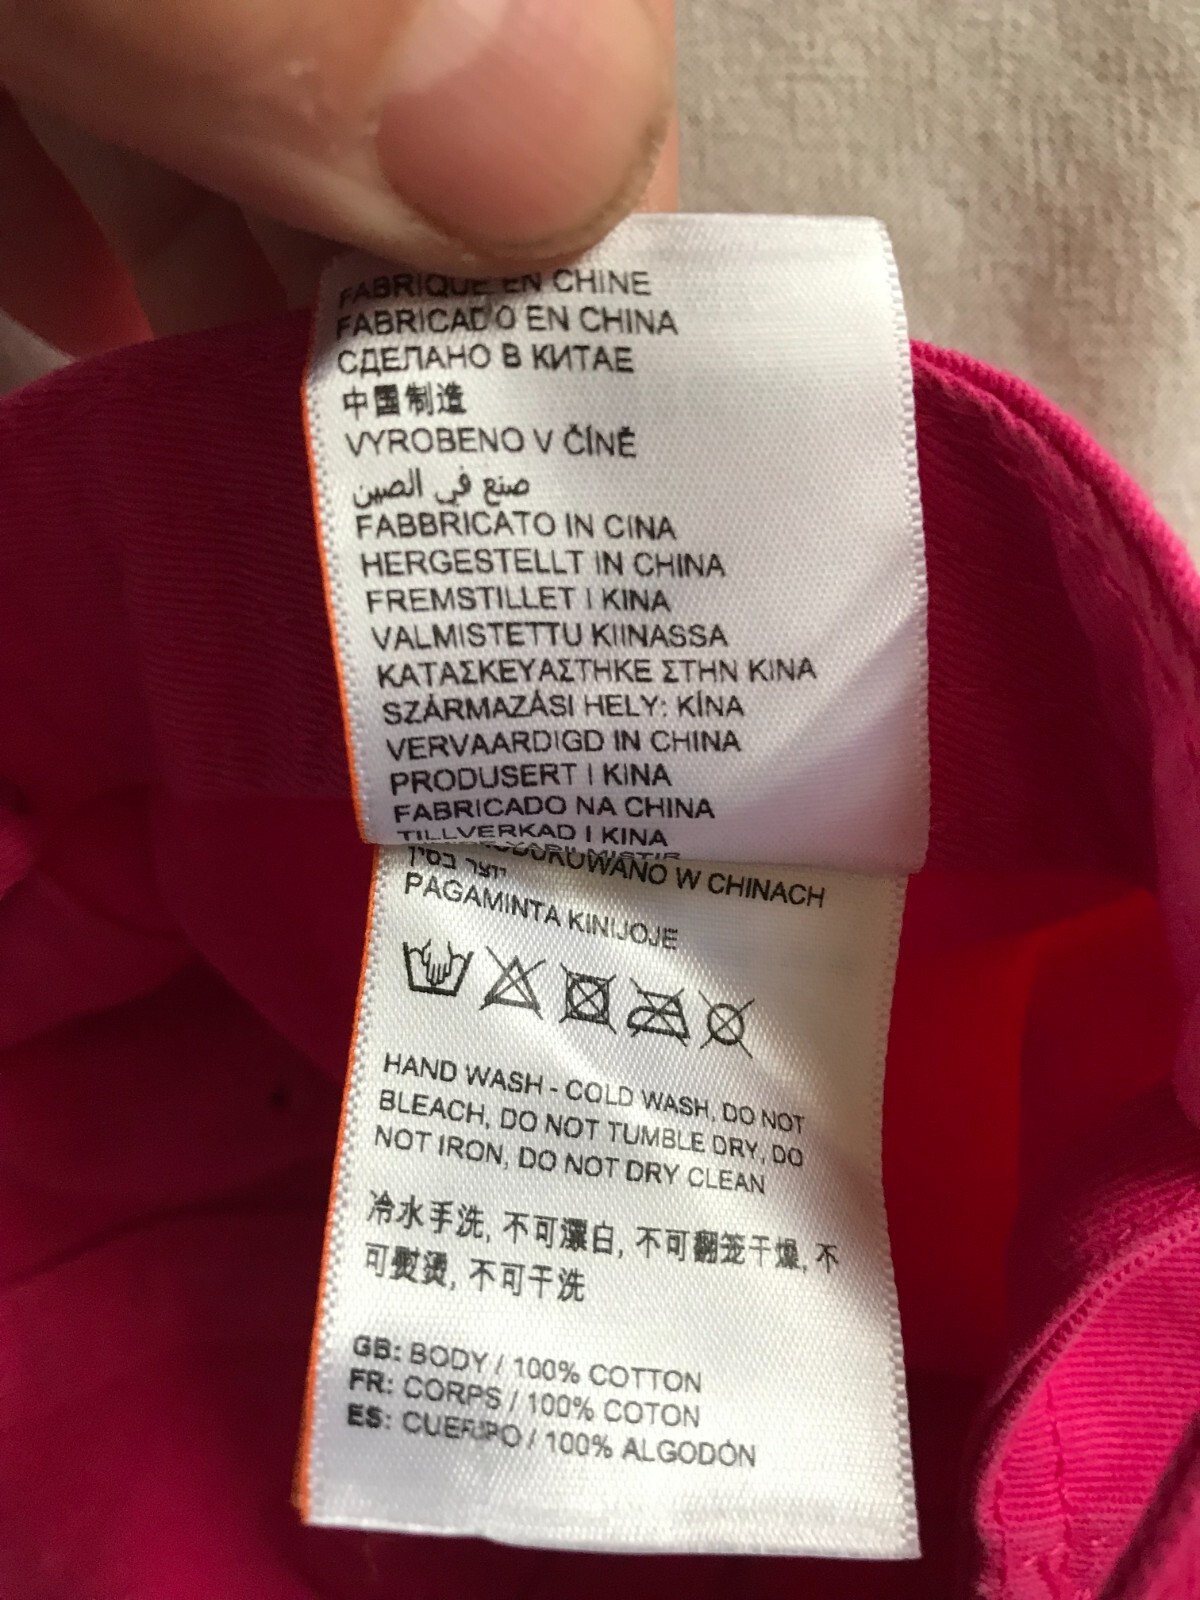 FABRIQUE EN CHINE
FABRICADO EN CHINA
СДЕЛАНО В КИТАЕ
中国制造
VYROBENO V ČÍNĚ
صنع في الصين
FABBRICATO IN CINA
HERGESTELLT IN CHINA
FREMSTILLET I KINA
VALMISTETTU KIINASSA
ΚΑΤΑΣΚΕΥΑΣΤΗΚΕ ΣΤΗΝ ΚΙΝΑ
SZÁRMAZÁSI HELY: KÍNA
VERVAARDIGD IN CHINA
PRODUSERT I KINA
FABRICADO NA CHINA
TILLVERKAD I KINA
W CHINACH
PAGAMINTA KINIJOJE
HAND WASH - COLD WASH, DO NOT
BLEACH, DO NOT TUMBLE DRY, DO
NOT IRON, DO NOT DRY CLEAN
冷水手洗, 不可漂白, 不可翻笼干燥, 不
可熨烫, 不可干洗
GB: BODY / 100% COTTON
FR: CORPS / 100% COTON
ES: CUERPO / 100% ALGODÓN